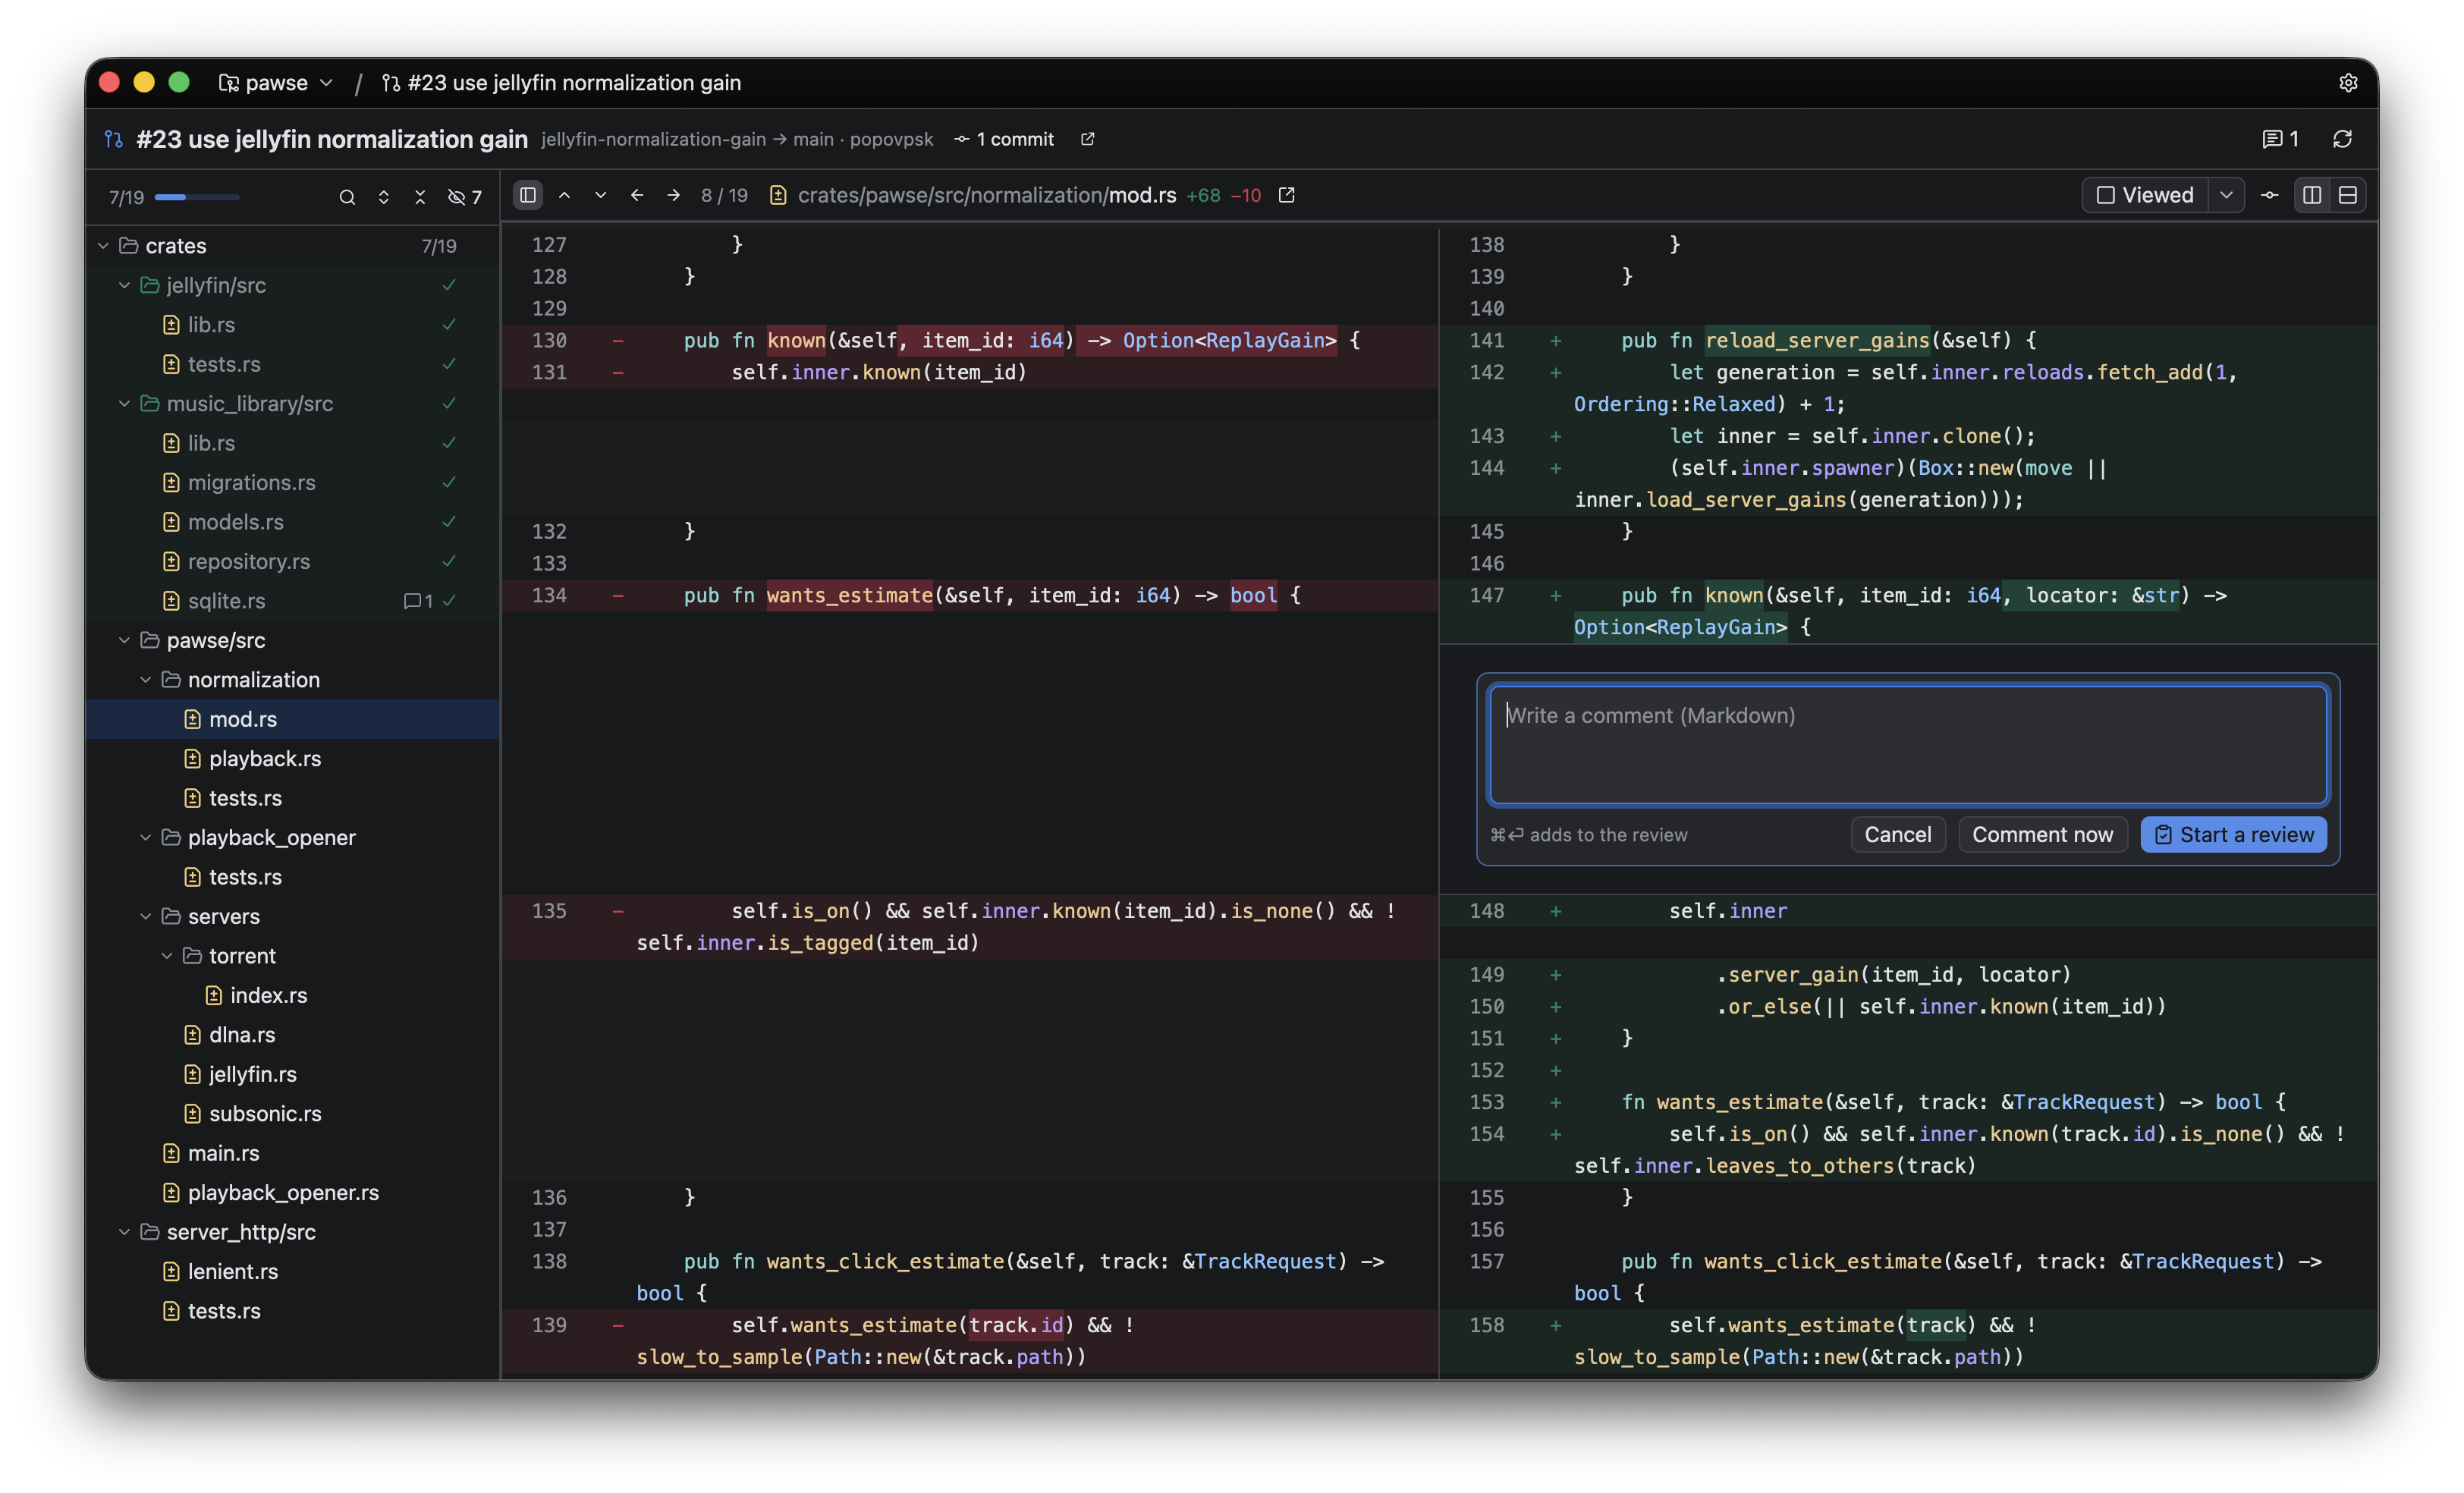 pawse / #23 use jellyfin normalization gain
#23 use jellyfin normalization gain jellyfin-normalization-gain → main · popovpsk 1 commit 1
7/19 7
8 / 19 crates/pawse/src/normalization/mod.rs +68 −10 Viewed
crates 7/19
jellyfin/src
lib.rs
tests.rs
music_library/src
lib.rs
migrations.rs
models.rs
repository.rs
sqlite.rs 1
pawse/src
normalization
mod.rs
playback.rs
tests.rs
playback_opener
tests.rs
servers
torrent
index.rs
dlna.rs
jellyfin.rs
subsonic.rs
main.rs
playback_opener.rs
server_http/src
lenient.rs
tests.rs
127 }
128 }
129
130 − pub fn known(&self, item_id: i64) -> Option<ReplayGain> {
131 − self.inner.known(item_id)
132 }
133
134 − pub fn wants_estimate(&self, item_id: i64) -> bool {
135 − self.is_on() && self.inner.known(item_id).is_none() && !
self.inner.is_tagged(item_id)
136 }
137
138 pub fn wants_click_estimate(&self, track: &TrackRequest) ->
bool {
139 − self.wants_estimate(track.id) && !
slow_to_sample(Path::new(&track.path))
138 }
139 }
140
141 + pub fn reload_server_gains(&self) {
142 + let generation = self.inner.reloads.fetch_add(1,
Ordering::Relaxed) + 1;
143 + let inner = self.inner.clone();
144 + (self.inner.spawner)(Box::new(move ||
inner.load_server_gains(generation)));
145 }
146
147 + pub fn known(&self, item_id: i64, locator: &str) ->
Option<ReplayGain> {
Write a comment (Markdown)
⌘⏎ adds to the review Cancel Comment now Start a review
148 + self.inner
149 + .server_gain(item_id, locator)
150 + .or_else(|| self.inner.known(item_id))
151 + }
152 +
153 + fn wants_estimate(&self, track: &TrackRequest) -> bool {
154 + self.is_on() && self.inner.known(track.id).is_none() && !
self.inner.leaves_to_others(track)
155 }
156
157 pub fn wants_click_estimate(&self, track: &TrackRequest) ->
bool {
158 + self.wants_estimate(track) && !
slow_to_sample(Path::new(&track.path))